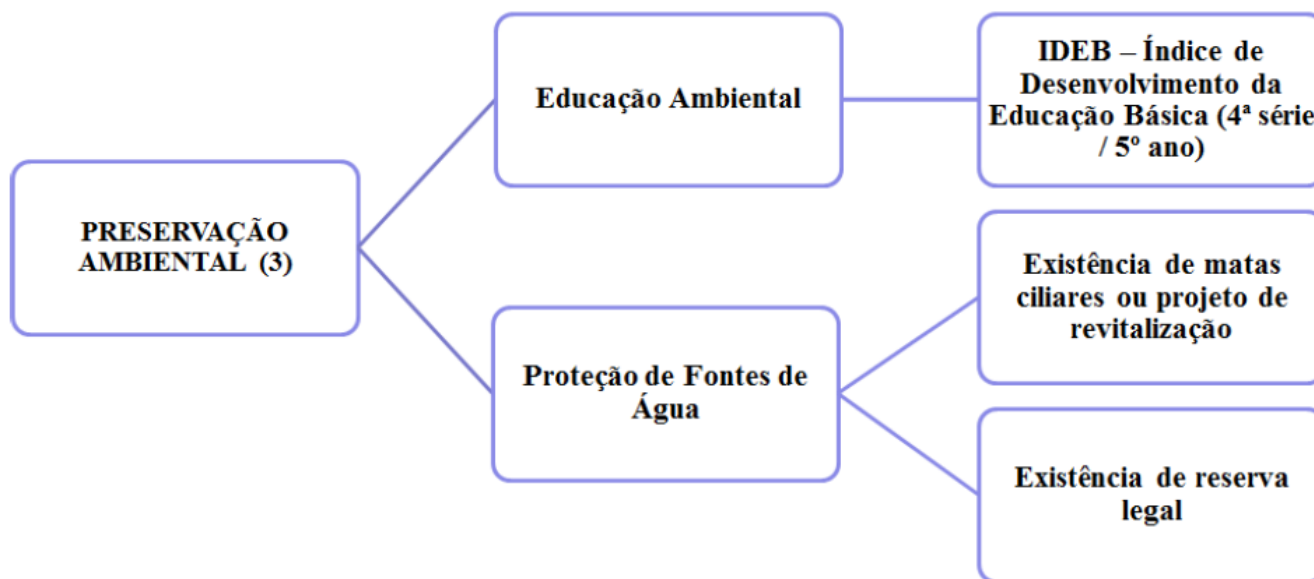 PRESERVAÇÃO
AMBIENTAL (3)
Educação Ambiental
IDEB – Índice de
Desenvolvimento da
Educação Básica (4ª série
/ 5º ano)
Proteção de Fontes de
Água
Existência de matas
ciliares ou projeto de
revitalização
Existência de reserva
legal